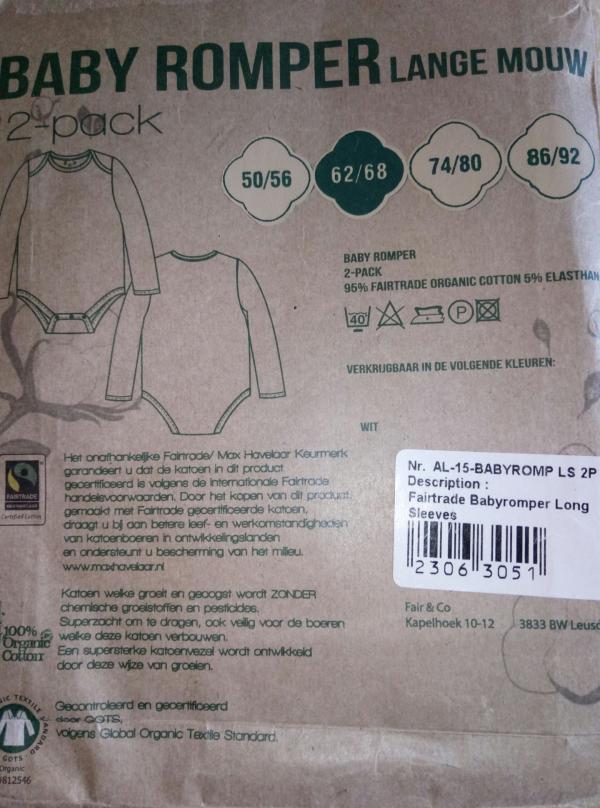 BABY ROMPER LANGE MOUW
2-pack
50/56
62/68
74/80
86/92
BABY ROMPER
2-PACK
95% FAIRTRADE ORGANIC COTTON 5% ELASTHAN
40
P
VERKRIJGBAAR IN DE VOLGENDE KLEUREN:
WIT
Het onafhankelijke Fairtrade/ Max Havelaar Keurmerk
garandeert u dat de katoen in dit product
gecertificeerd is volgens de internationale Fairtrade
handelsvoorwaarden. Door het kopen van dit product,
gemaakt met Fairtrade gecertificeerde katoen,
draagt u bij aan betere leef- en werkomstandigheden
van katoenboeren in ontwikkelingslanden
en ondersteunt u bescherming van het milieu.
www.maxhavelaar.nl
FAIRTRADE
Certified Cotton
Nr. AL-15-BABYROMP LS 2P
Description :
Fairtrade Babyromper Long
Sleeves
2306 3051
Fair & Co
Kapelhoek 10-12 3833 BW Leusd
Katoen welke groeit en geoogst wordt ZONDER
chemische groeistoffen en pesticides.
Superzacht om te dragen, ook veilig voor de boeren
welke deze katoen verbouwen.
Een supersterke katoenvezel wordt ontwikkeld
door deze wijze van groeien.
100%
Organic
Cotton
Gecontroleerd en gecertificeerd
door GOTS,
volgens Global Organic Textile Standard.
GOTS
Organic
812546